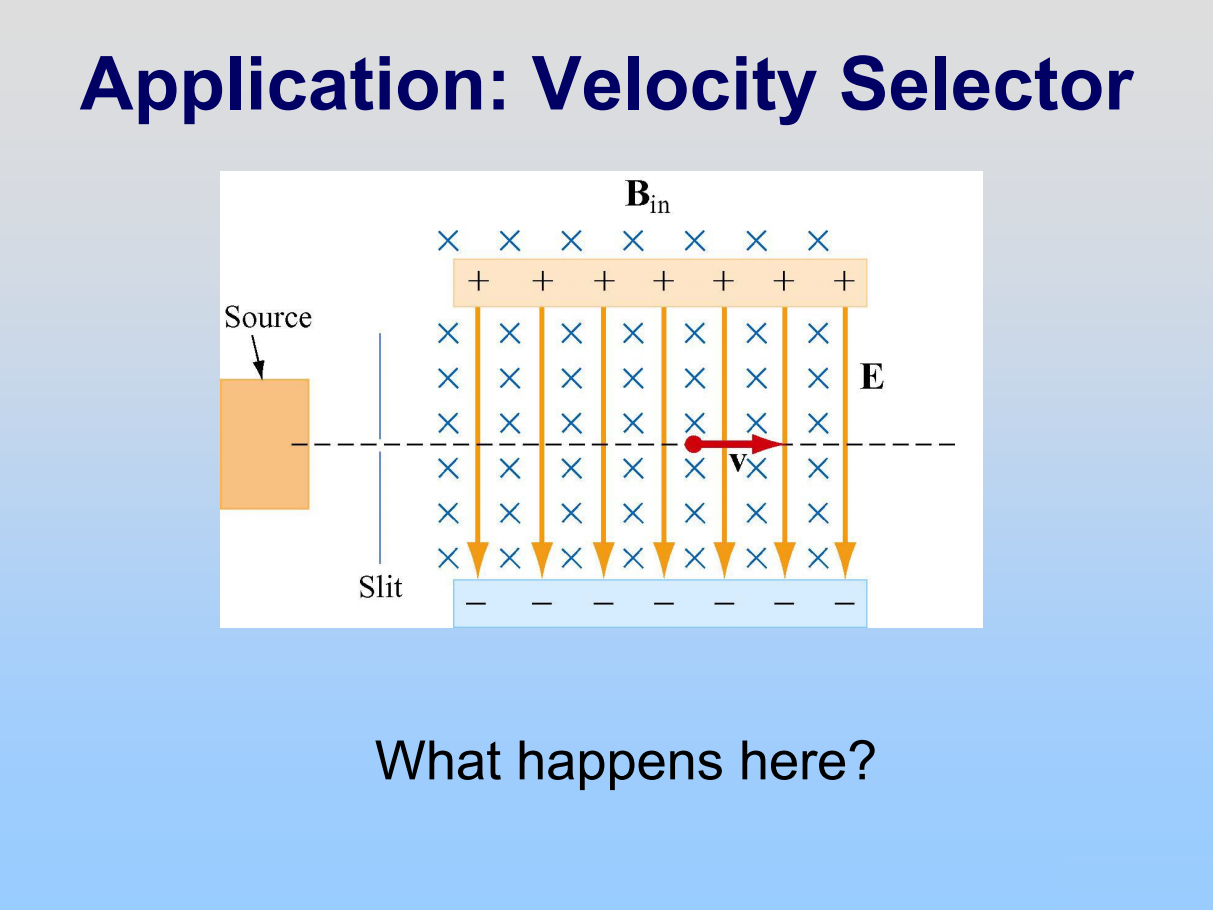 Application: Velocity Selector
B_in
× × × × × × ×
+ + + + + + +
Source
× × × × × × ×
× × × × × × ×
E
× × × × × × ×
v
× × × × × × ×
× × × × × × ×
× × × × × × ×
Slit
– – – – – – –
What happens here?